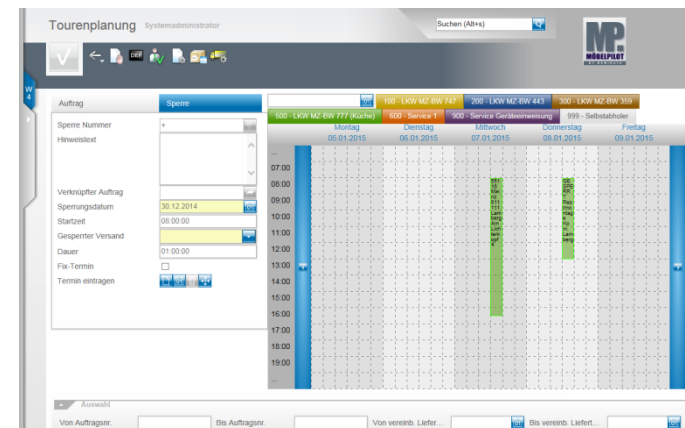 Tourenplanung Systemadministrator
Suchen (Alt+s)
MP
MÖBELPILOT
DEF
W
4
Auftrag
Sperre
100 - LKW MZ-BW 747
200 - LKW MZ-BW 443
300 - LKW MZ-BW 359
500 - LKW MZ-BW 777 (Küche)
600 - Service 1
900 - Service Geräteeinweisung
999 - Selbstabholer
Sperre Nummer
+
Hinweistext
Verknüpfter Auftrag
Sperrungsdatum
30.12.2014
Startzeit
08:00:00
Gesperrter Versand
Dauer
01:00:00
Fix-Termin
Termin eintragen
Montag
05.01.2015
Dienstag
06.01.2015
Mittwoch
07.01.2015
Donnerstag
08.01.2015
Freitag
09.01.2015
...
07:00
08:00
09:00
10:00
11:00
12:00
13:00
14:00
15:00
16:00
17:00
18:00
19:00
...
Auswahl
Von Auftragsnr.
Bis Auftragsnr.
Von vereinb. Liefer...
Bis vereinb. Liefert...